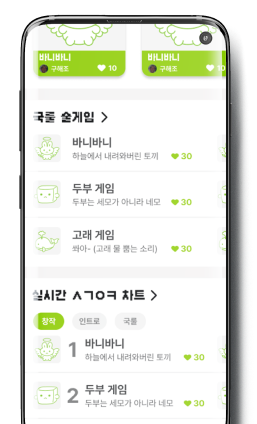 바니바니 바니바니
구해조 10 구해조 10
국룰 술게임 >
바니바니
하늘에서 내려와버린 토끼 30
두부 게임
두부는 세모가 아니라 네모 30
고래 게임
쏴아~ (고래 물 뿜는 소리) 30
실시간 ㅅㄱㅇㅋ 차트 >
창작 인트로 국룰
1 바니바니
하늘에서 내려와버린 토끼 30
2 두부 게임
두부는 세모가 아니라 네모 30